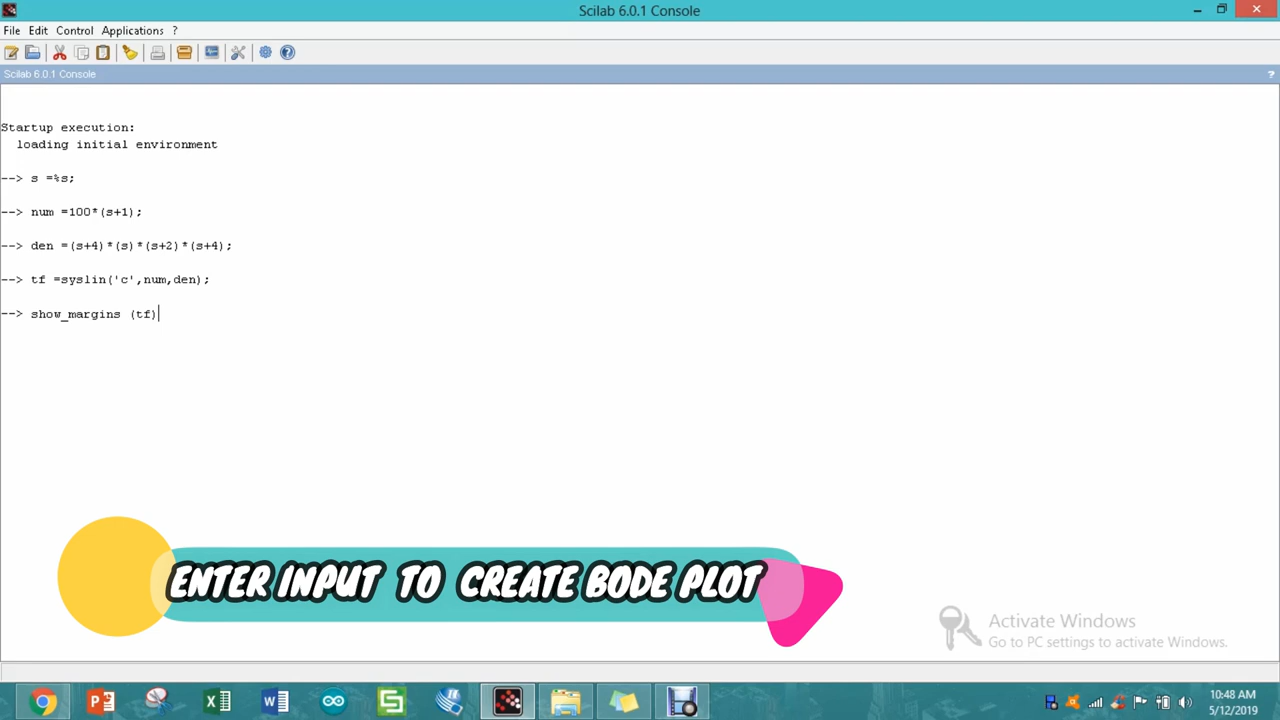 Scilab 6.0.1 Console
File Edit Control Applications ?
Scilab 6.0.1 Console ?
Startup execution:
loading initial environment
--> s =%s;
--> num =100*(s+1);
--> den =(s+4)*(s)*(s+2)*(s+4);
--> tf =syslin('c',num,den);
--> show_margins (tf)
ENTER INPUT TO CREATE BODE PLOT
Activate Windows
Go to PC settings to activate Windows.
10:48 AM
5/12/2019